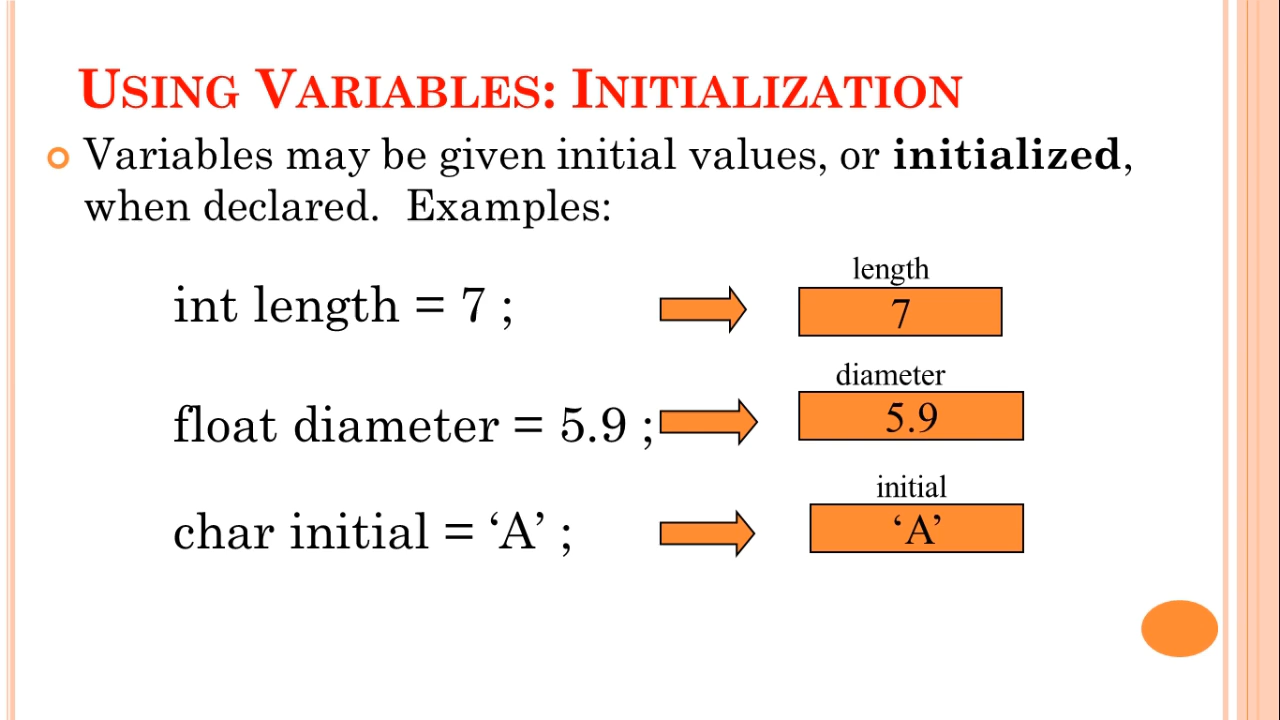 USING VARIABLES: INITIALIZATION
Variables may be given initial values, or initialized,
when declared.  Examples:
length
int length = 7 ;
7
diameter
float diameter = 5.9 ;
5.9
initial
char initial = ‘A’ ;
‘A’